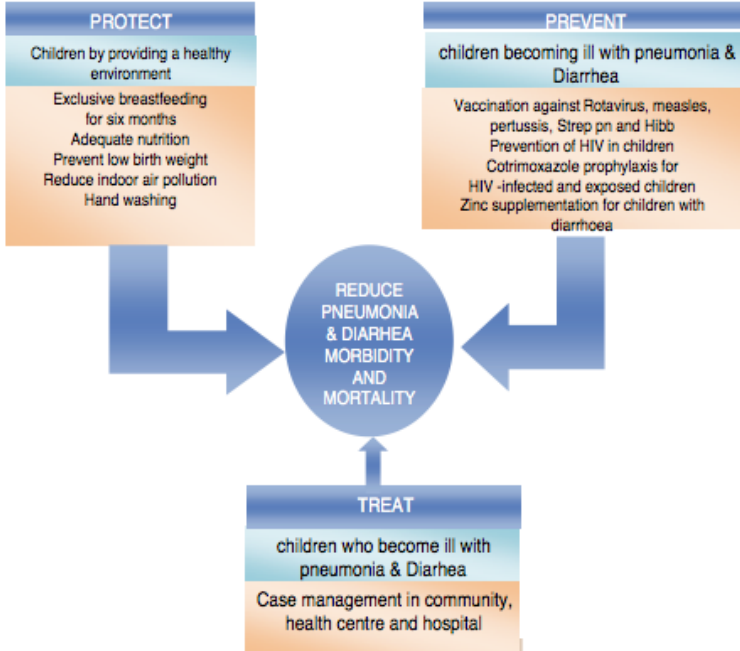 PROTECT
Children by providing a healthy
environment
Exclusive breastfeeding
for six months
Adequate nutrition
Prevent low birth weight
Reduce indoor air pollution
Hand washing
PREVENT
children becoming ill with pneumonia &
Diarrhea
Vaccination against Rotavirus, measles,
pertussis, Strep pn and Hibb
Prevention of HIV in children
Cotrimoxazole prophylaxis for
HIV -infected and exposed children
Zinc supplementation for children with
diarrhoea
REDUCE
PNEUMONIA
& DIARHEA
MORBIDITY
AND
MORTALITY
TREAT
children who become ill with
pneumonia & Diarrhea
Case management in community,
health centre and hospital